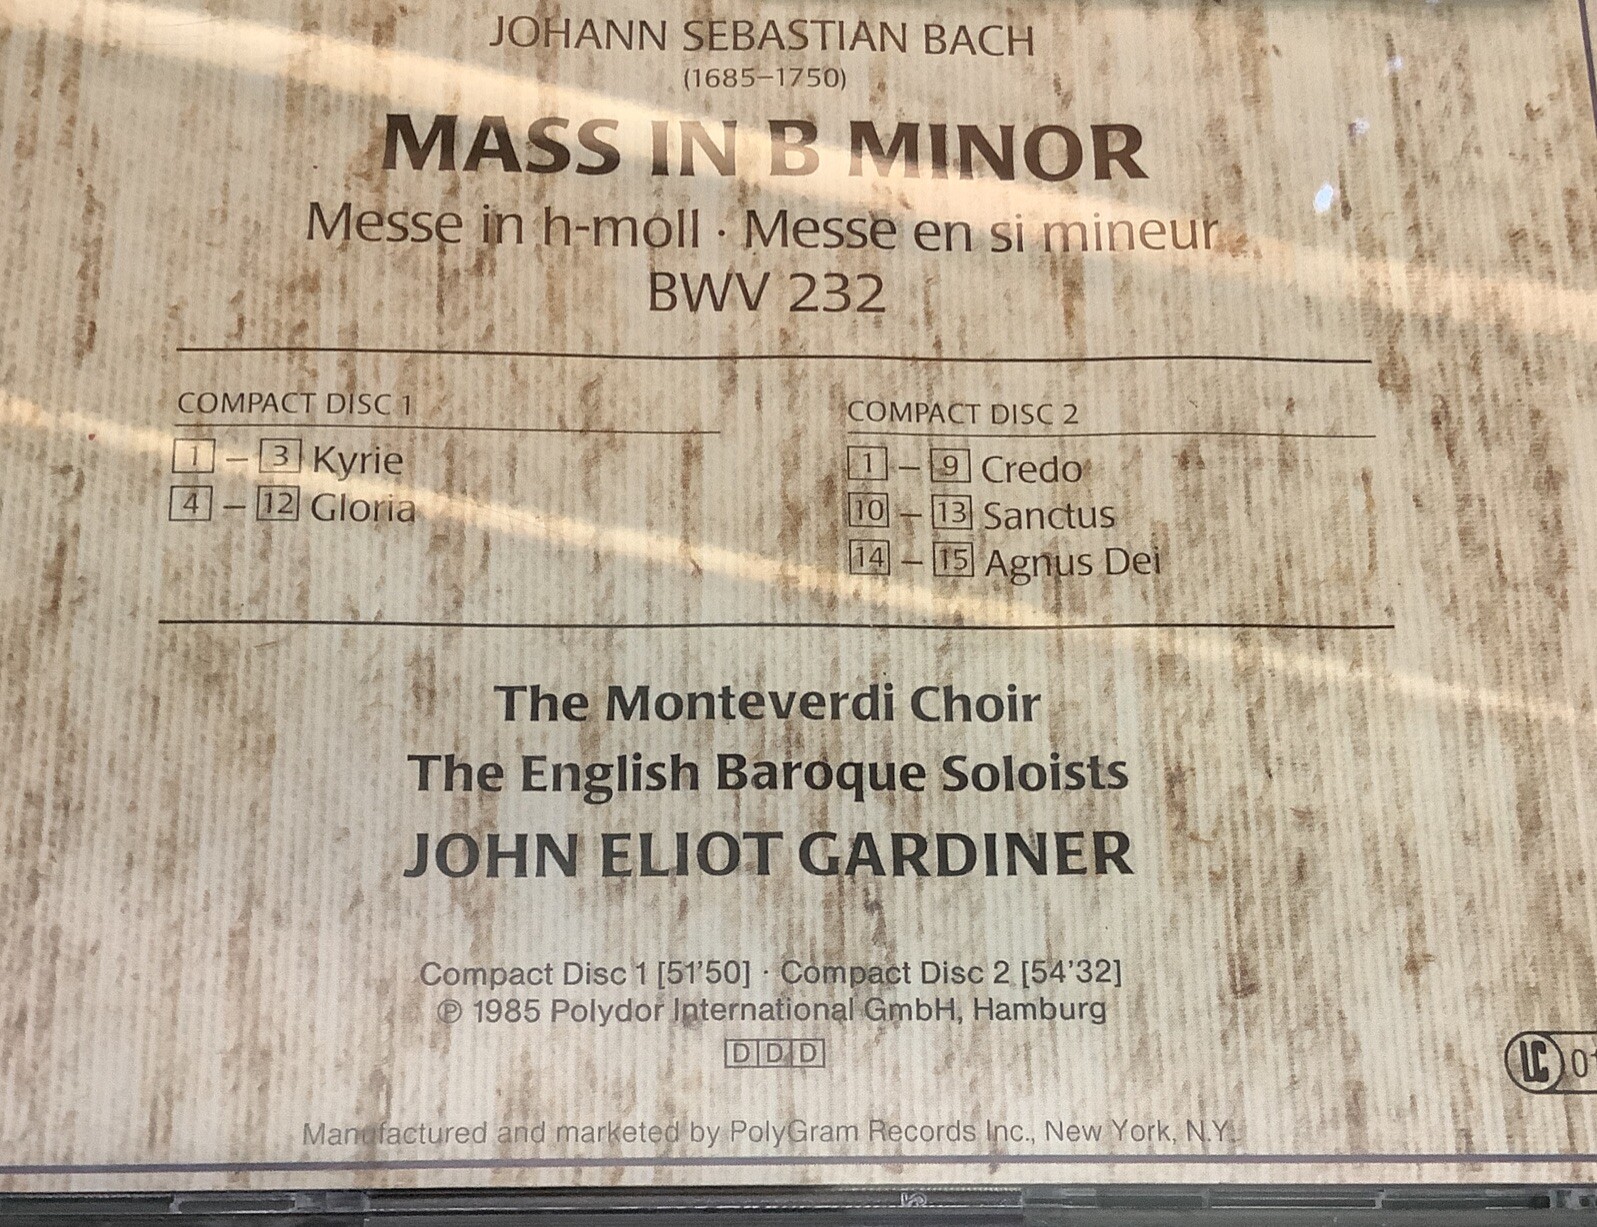 JOHANN SEBASTIAN BACH
(1685–1750)
MASS IN B MINOR
Messe in h-moll · Messe en si mineur
BWV 232
COMPACT DISC 1
1 – 3 Kyrie
4 – 12 Gloria
COMPACT DISC 2
1 – 9 Credo
10 – 13 Sanctus
14 – 15 Agnus Dei
The Monteverdi Choir
The English Baroque Soloists
JOHN ELIOT GARDINER
Compact Disc 1 [51'50] · Compact Disc 2 [54'32]
℗ 1985 Polydor International GmbH, Hamburg
DDD
LC
Manufactured and marketed by PolyGram Records Inc., New York, N.Y.